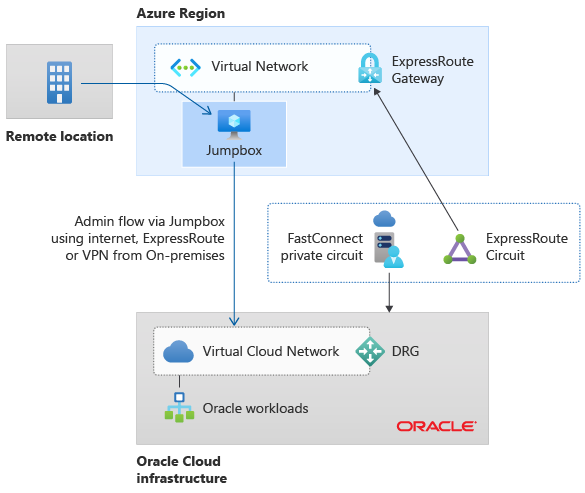 Azure Region
Virtual Network
ExpressRoute
Gateway
Remote location
Jumpbox
Admin flow via Jumpbox
using internet, ExpressRoute
or VPN from On-premises
FastConnect
private circuit
ExpressRoute
Circuit
Virtual Cloud Network
DRG
Oracle workloads
ORACLE
Oracle Cloud
infrastructure